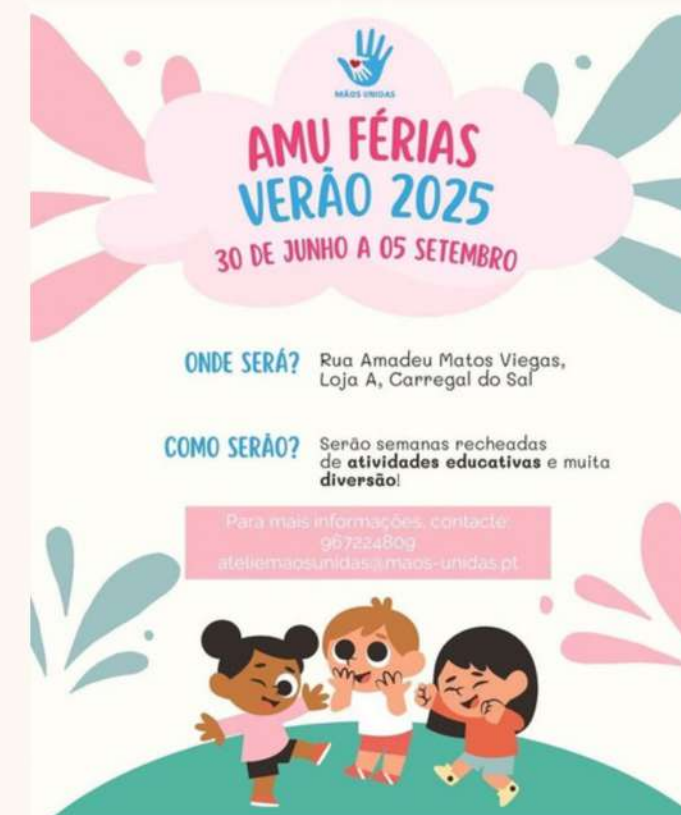 MÃOS UNIDAS
AMU FÉRIAS
VERÃO 2025
30 DE JUNHO A 05 SETEMBRO
ONDE SERÁ?
Rua Amadeu Matos Viegas,
Loja A, Carregal do Sal
COMO SERÃO?
Serão semanas recheadas
de atividades educativas e muita
diversão!
Para mais informações, contacte:
967224809
ateliemaosunidas@maos-unidas.pt